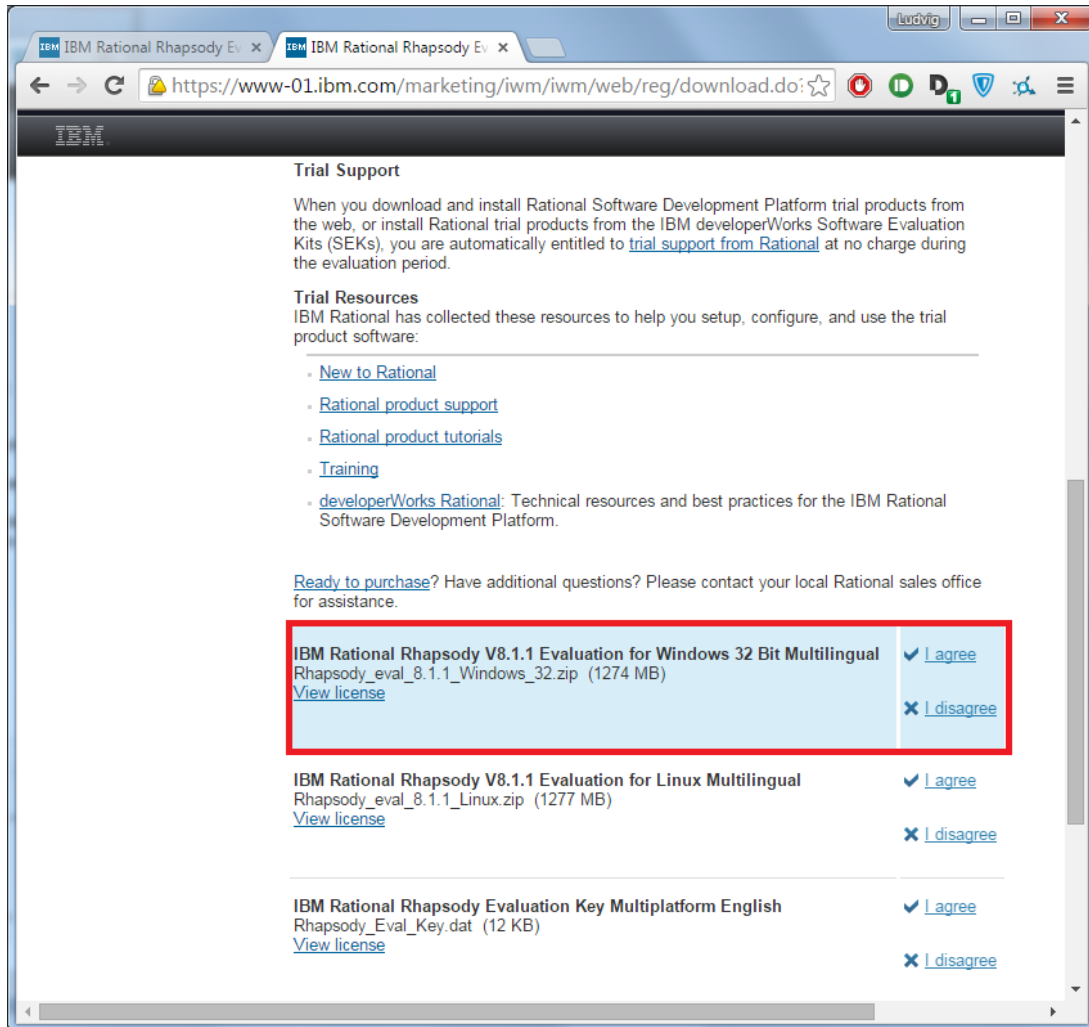 Ludvig
IBM IBM Rational Rhapsody Ev
IBM IBM Rational Rhapsody Ev
https://www-01.ibm.com/marketing/iwm/iwm/web/reg/download.do
1
IBM
Trial Support
When you download and install Rational Software Development Platform trial products from
the web, or install Rational trial products from the IBM developerWorks Software Evaluation
Kits (SEKs), you are automatically entitled to trial support from Rational at no charge during
the evaluation period.
Trial Resources
IBM Rational has collected these resources to help you setup, configure, and use the trial
product software:
New to Rational
Rational product support
Rational product tutorials
Training
developerWorks Rational: Technical resources and best practices for the IBM Rational
Software Development Platform.
Ready to purchase? Have additional questions? Please contact your local Rational sales office
for assistance.
IBM Rational Rhapsody V8.1.1 Evaluation for Windows 32 Bit Multilingual
I agree
Rhapsody_eval_8.1.1_Windows_32.zip (1274 MB)
View license
I disagree
IBM Rational Rhapsody V8.1.1 Evaluation for Linux Multilingual
I agree
Rhapsody_eval_8.1.1_Linux.zip (1277 MB)
View license
I disagree
IBM Rational Rhapsody Evaluation Key Multiplatform English
I agree
Rhapsody_Eval_Key.dat (12 KB)
View license
I disagree